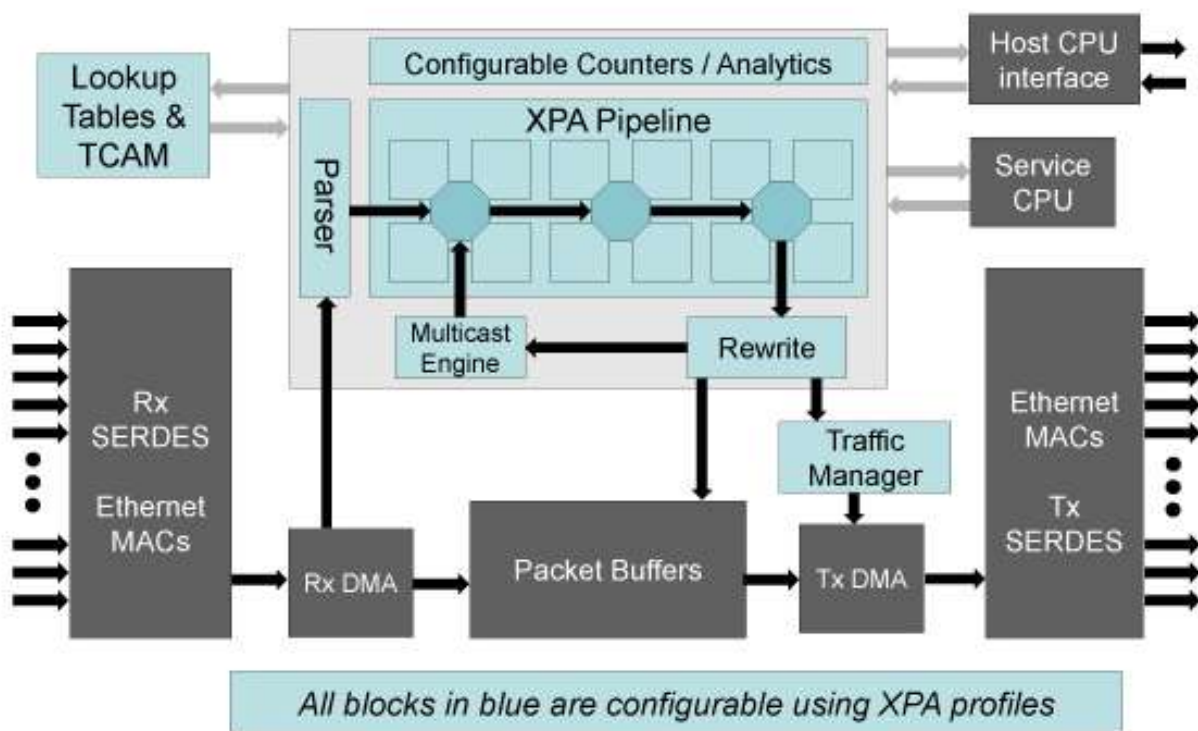 Lookup
Tables &
TCAM
Configurable Counters / Analytics
Host CPU
interface
XPA Pipeline
Parser
Service
CPU
Multicast
Engine
Rewrite
Rx
SERDES
Ethernet
MACs
Ethernet
MACs
Tx
SERDES
Traffic
Manager
Rx DMA
Packet Buffers
Tx DMA
All blocks in blue are configurable using XPA profiles